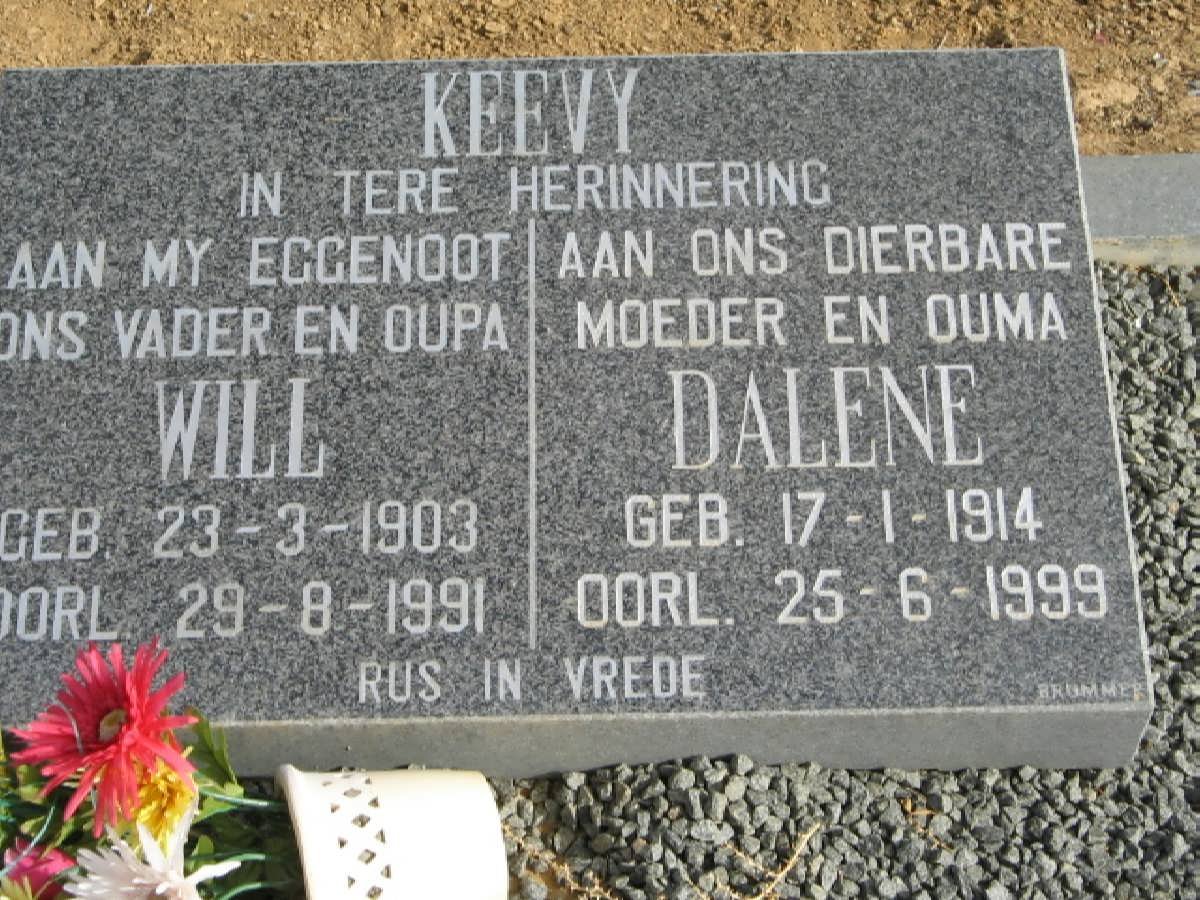 KEEVY
IN TERE HERINNERING
AAN MY EGGENOOT
ONS VADER EN OUPA
WILL
GEB. 23-3-1903
OORL. 29-8-1991
AAN ONS DIERBARE
MOEDER EN OUMA
DALENE
GEB. 17-1-1914
OORL. 25-6-1999
RUS IN VREDE